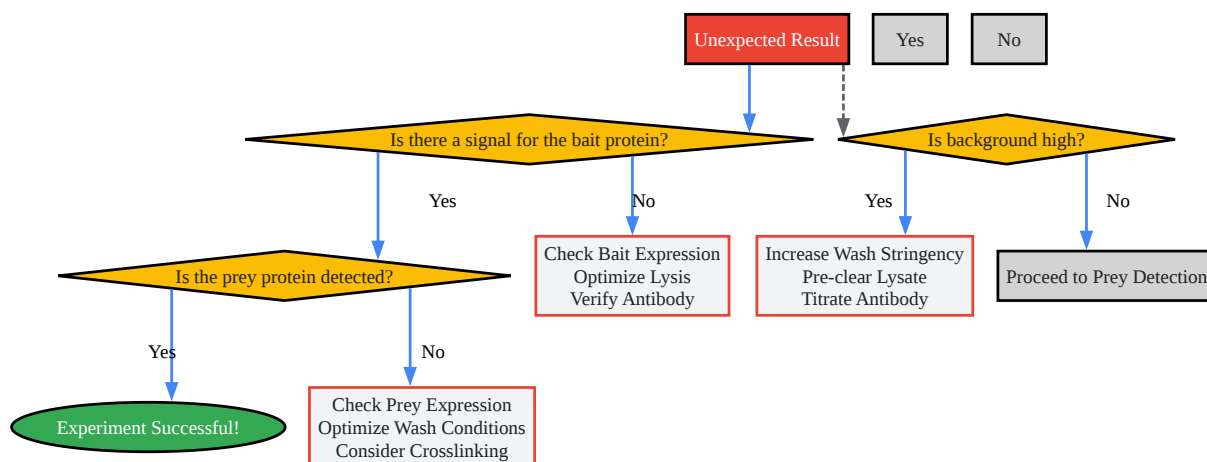 Unexpected Result
Yes
No
Is there a signal for the bait protein?
Is background high?
Yes
No
Yes
No
Check Bait Expression
Optimize Lysis
Verify Antibody
Increase Wash Stringency
Pre-clear Lysate
Titrate Antibody
Proceed to Prey Detection
Is the prey protein detected?
Yes
No
Experiment Successful!
Check Prey Expression
Optimize Wash Conditions
Consider Crosslinking